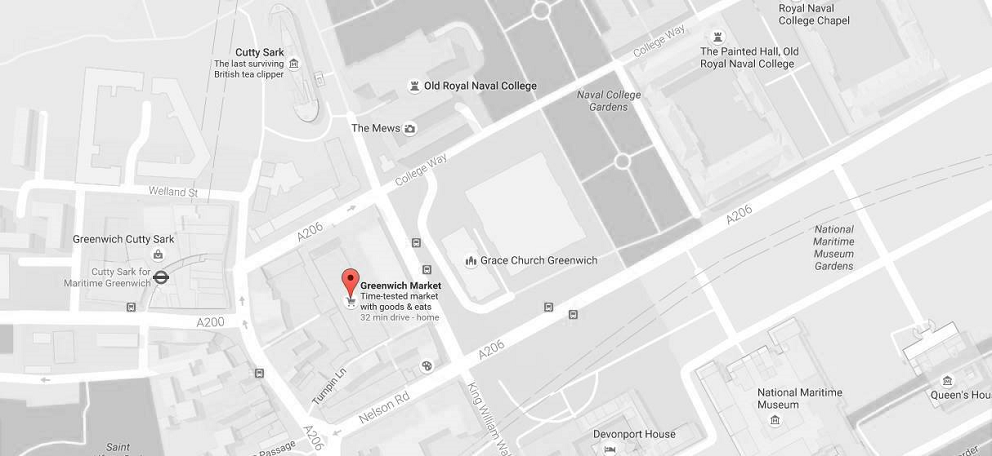 Royal Naval
College Chapel
College Way
The Painted Hall, Old
Royal Naval College
Cutty Sark
The last surviving
British tea clipper
Old Royal Naval College
Naval College
Gardens
The Mews
College Way
Welland St
A206
A206
National
Maritime
Museum
Gardens
Greenwich Cutty Sark
Grace Church Greenwich
Cutty Sark for
Maritime Greenwich
Greenwich Market
Time-tested market
with goods & eats
32 min drive - home
A200
A206
Turnpin Ln
Nelson Rd
King William Wa
National Maritime
Museum
Queen's Hou
A206
Devonport House
Passage
Saint